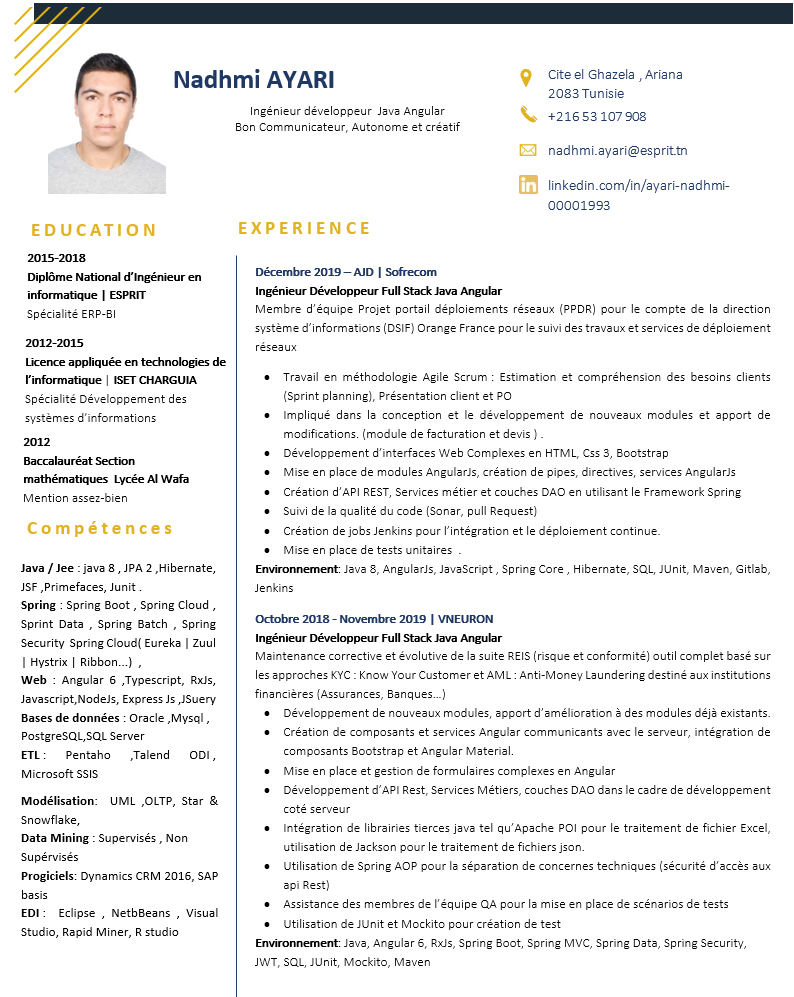 Nadhmi AYARI
Ingénieur développeur Java Angular
Bon Communicateur, Autonome et créatif
Cite el Ghazela , Ariana
2083 Tunisie
+216 53 107 908
nadhmi.ayari@esprit.tn
linkedin.com/in/ayari-nadhmi-
00001993
EDUCATION
2015-2018
Diplôme National d’Ingénieur en
informatique | ESPRIT
Spécialité ERP-BI
2012-2015
Licence appliquée en technologies de
l’informatique | ISET CHARGUIA
Spécialité Développement des
systèmes d’informations
2012
Baccalauréat Section
mathématiques Lycée Al Wafa
Mention assez-bien
Compétences
Java / Jee : java 8 , JPA 2 ,Hibernate,
JSF ,Primefaces, Junit .
Spring : Spring Boot , Spring Cloud ,
Sprint Data , Spring Batch , Spring
Security Spring Cloud( Eureka | Zuul
| Hystrix | Ribbon...) ,
Web : Angular 6 ,Typescript, RxJs,
Javascript,NodeJs, Express Js ,JSuery
Bases de données : Oracle ,Mysql ,
PostgreSQL,SQL Server
ETL : Pentaho ,Talend ODI ,
Microsoft SSIS
Modélisation: UML ,OLTP, Star &
Snowflake,
Data Mining : Supervisés , Non
Supérvisés
Progiciels: Dynamics CRM 2016, SAP
basis
EDI : Eclipse , NetbBeans , Visual
Studio, Rapid Miner, R studio
EXPERIENCE
Décembre 2019 – AJD | Sofrecom
Ingénieur Développeur Full Stack Java Angular
Membre d’équipe Projet portail déploiements réseaux (PPDR) pour le compte de la direction
système d’informations (DSIF) Orange France pour le suivi des travaux et services de déploiement
réseaux
• Travail en méthodologie Agile Scrum : Estimation et compréhension des besoins clients
(Sprint planning), Présentation client et PO
• Impliqué dans la conception et le développement de nouveaux modules et apport de
modifications. (module de facturation et devis ) .
• Développement d’interfaces Web Complexes en HTML, Css 3, Bootstrap
• Mise en place de modules AngularJs, création de pipes, directives, services AngularJs
• Création d’API REST, Services métier et couches DAO en utilisant le Framework Spring
• Suivi de la qualité du code (Sonar, pull Request)
• Création de jobs Jenkins pour l’intégration et le déploiement continue.
• Mise en place de tests unitaires .
Environnement: Java 8, AngularJs, JavaScript , Spring Core , Hibernate, SQL, JUnit, Maven, Gitlab,
Jenkins
Octobre 2018 - Novembre 2019 | VNEURON
Ingénieur Développeur Full Stack Java Angular
Maintenance corrective et évolutive de la suite REIS (risque et conformité) outil complet basé sur
les approches KYC : Know Your Customer et AML : Anti-Money Laundering destiné aux institutions
financières (Assurances, Banques...)
• Développement de nouveaux modules, apport d’amélioration à des modules déjà existants.
• Création de composants et services Angular communicants avec le serveur, intégration de
composants Bootstrap et Angular Material.
• Mise en place et gestion de formulaires complexes en Angular
• Développement d’API Rest, Services Métiers, couches DAO dans le cadre de développement
coté serveur
• Intégration de librairies tierces java tel qu’Apache POI pour le traitement de fichier Excel,
utilisation de Jackson pour le traitement de fichiers json.
• Utilisation de Spring AOP pour la séparation de concernes techniques (sécurité d’accès aux
api Rest)
• Assistance des membres de l’équipe QA pour la mise en place de scénarios de tests
• Utilisation de JUnit et Mockito pour création de test
Environnement: Java, Angular 6, RxJs, Spring Boot, Spring MVC, Spring Data, Spring Security,
JWT, SQL, JUnit, Mockito, Maven